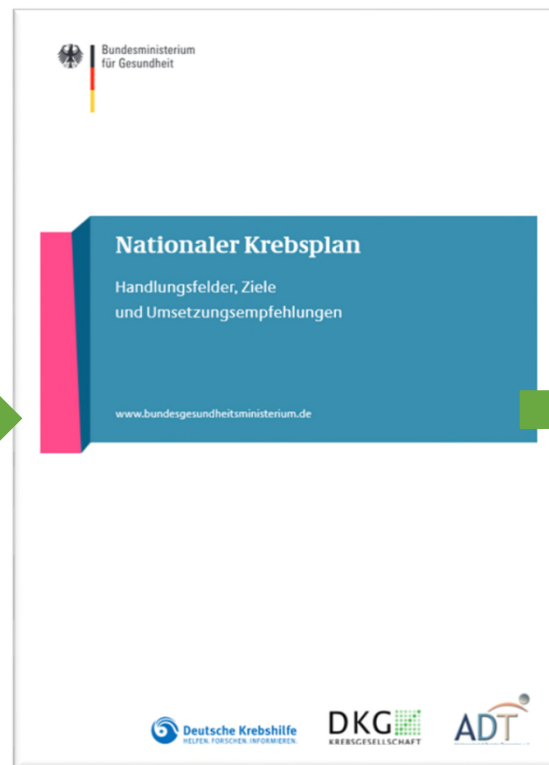 Bundesministerium
für Gesundheit
Nationaler Krebsplan
Handlungsfelder, Ziele
und Umsetzungsempfehlungen
www.bundesgesundheitsministerium.de
Deutsche Krebshilfe
HELFEN. FORSCHEN. INFORMIEREN.
DKG
KREBSGESELLSCHAFT
ADT